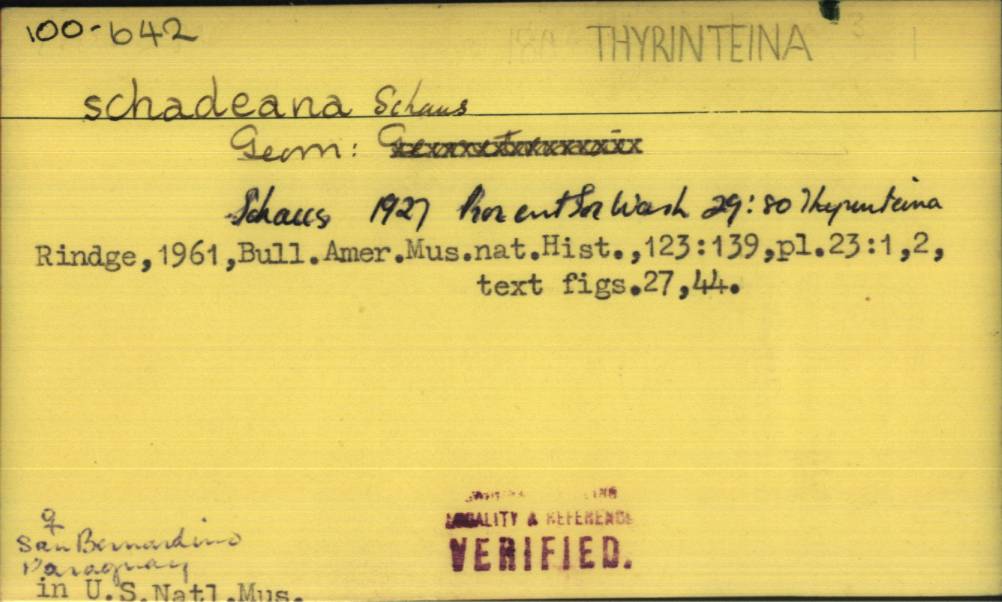 100-642
THYRINTEINA
schadeana Schaus
Geom:
Schaus 1927 Proc ent Soc Wash 29:80 Thyrinteina
Rindge,1961,Bull.Amer.Mus.nat.Hist.,123:139,pl.23:1,2,
text figs.27,44.
LOCALITY & REFERENCE
VERIFIED.
♀
San Bernardino
Paraguay
in U.S.Natl.Mus.